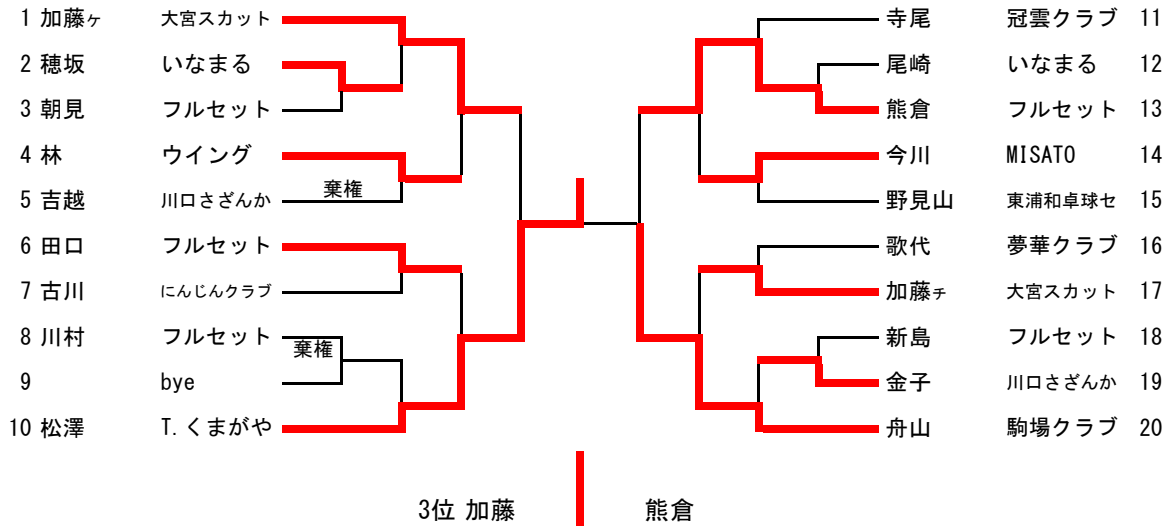 1 加藤ヶ 大宮スカット 寺尾 冠雲クラブ 11
2 穂坂 いなまる 尾崎 いなまる 12
3 朝見 フルセット 熊倉 フルセット 13
4 林 ウイング 今川 MISATO 14
5 吉越 川口さざんか 棄権 野見山 東浦和卓球セ 15
6 田口 フルセット 歌代 夢華クラブ 16
7 古川 にんじんクラブ 加藤チ 大宮スカット 17
8 川村 フルセット 棄権 新島 フルセット 18
9 bye 金子 川口さざんか 19
10 松澤 T.くまがや 舟山 駒場クラブ 20
3位 加藤 熊倉